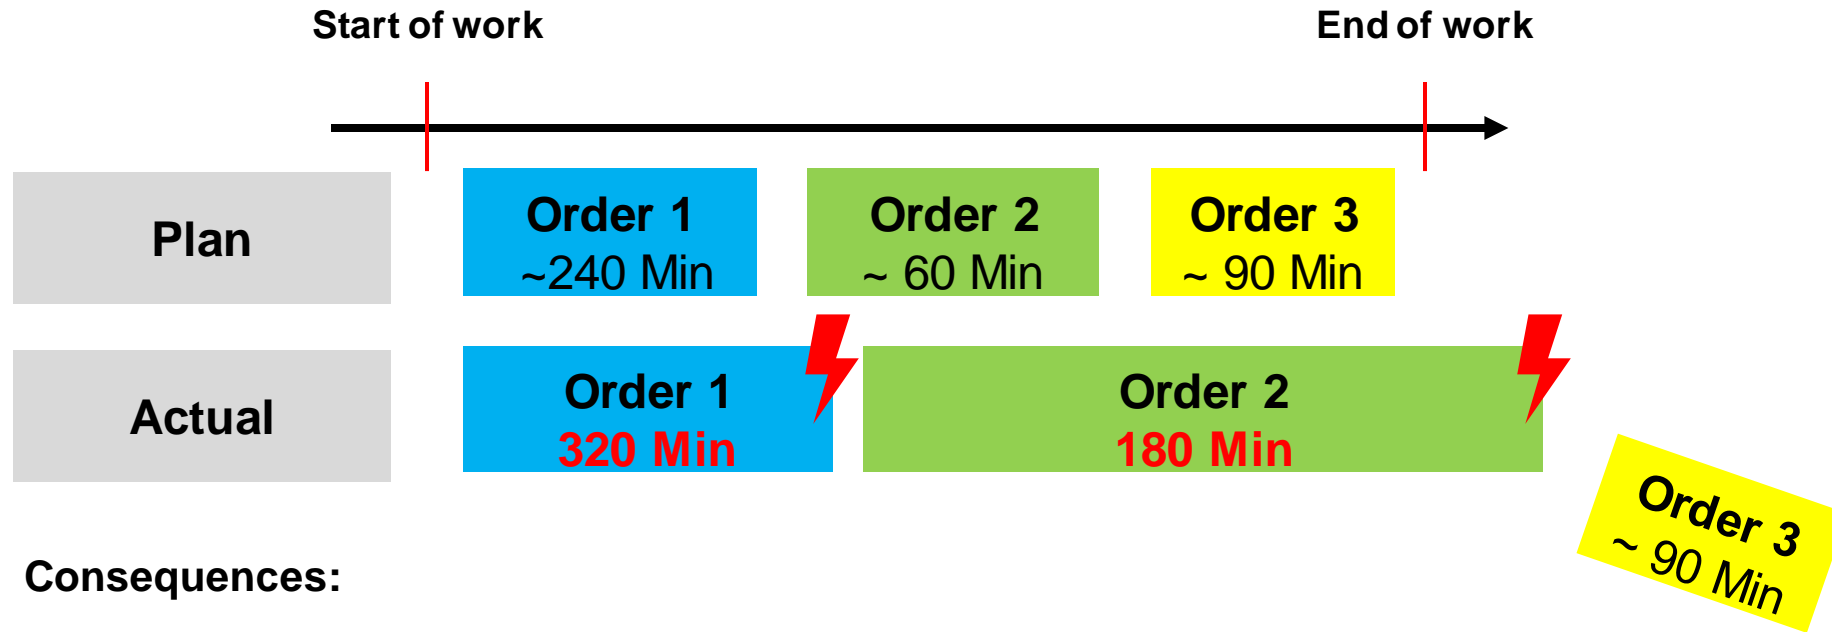 Start of work
End of work
Plan
Order 1
~240 Min
Order 2
~ 60 Min
Order 3
~ 90 Min
Actual
Order 1
320 Min
Order 2
180 Min
Order 3
~ 90 Min
Consequences: